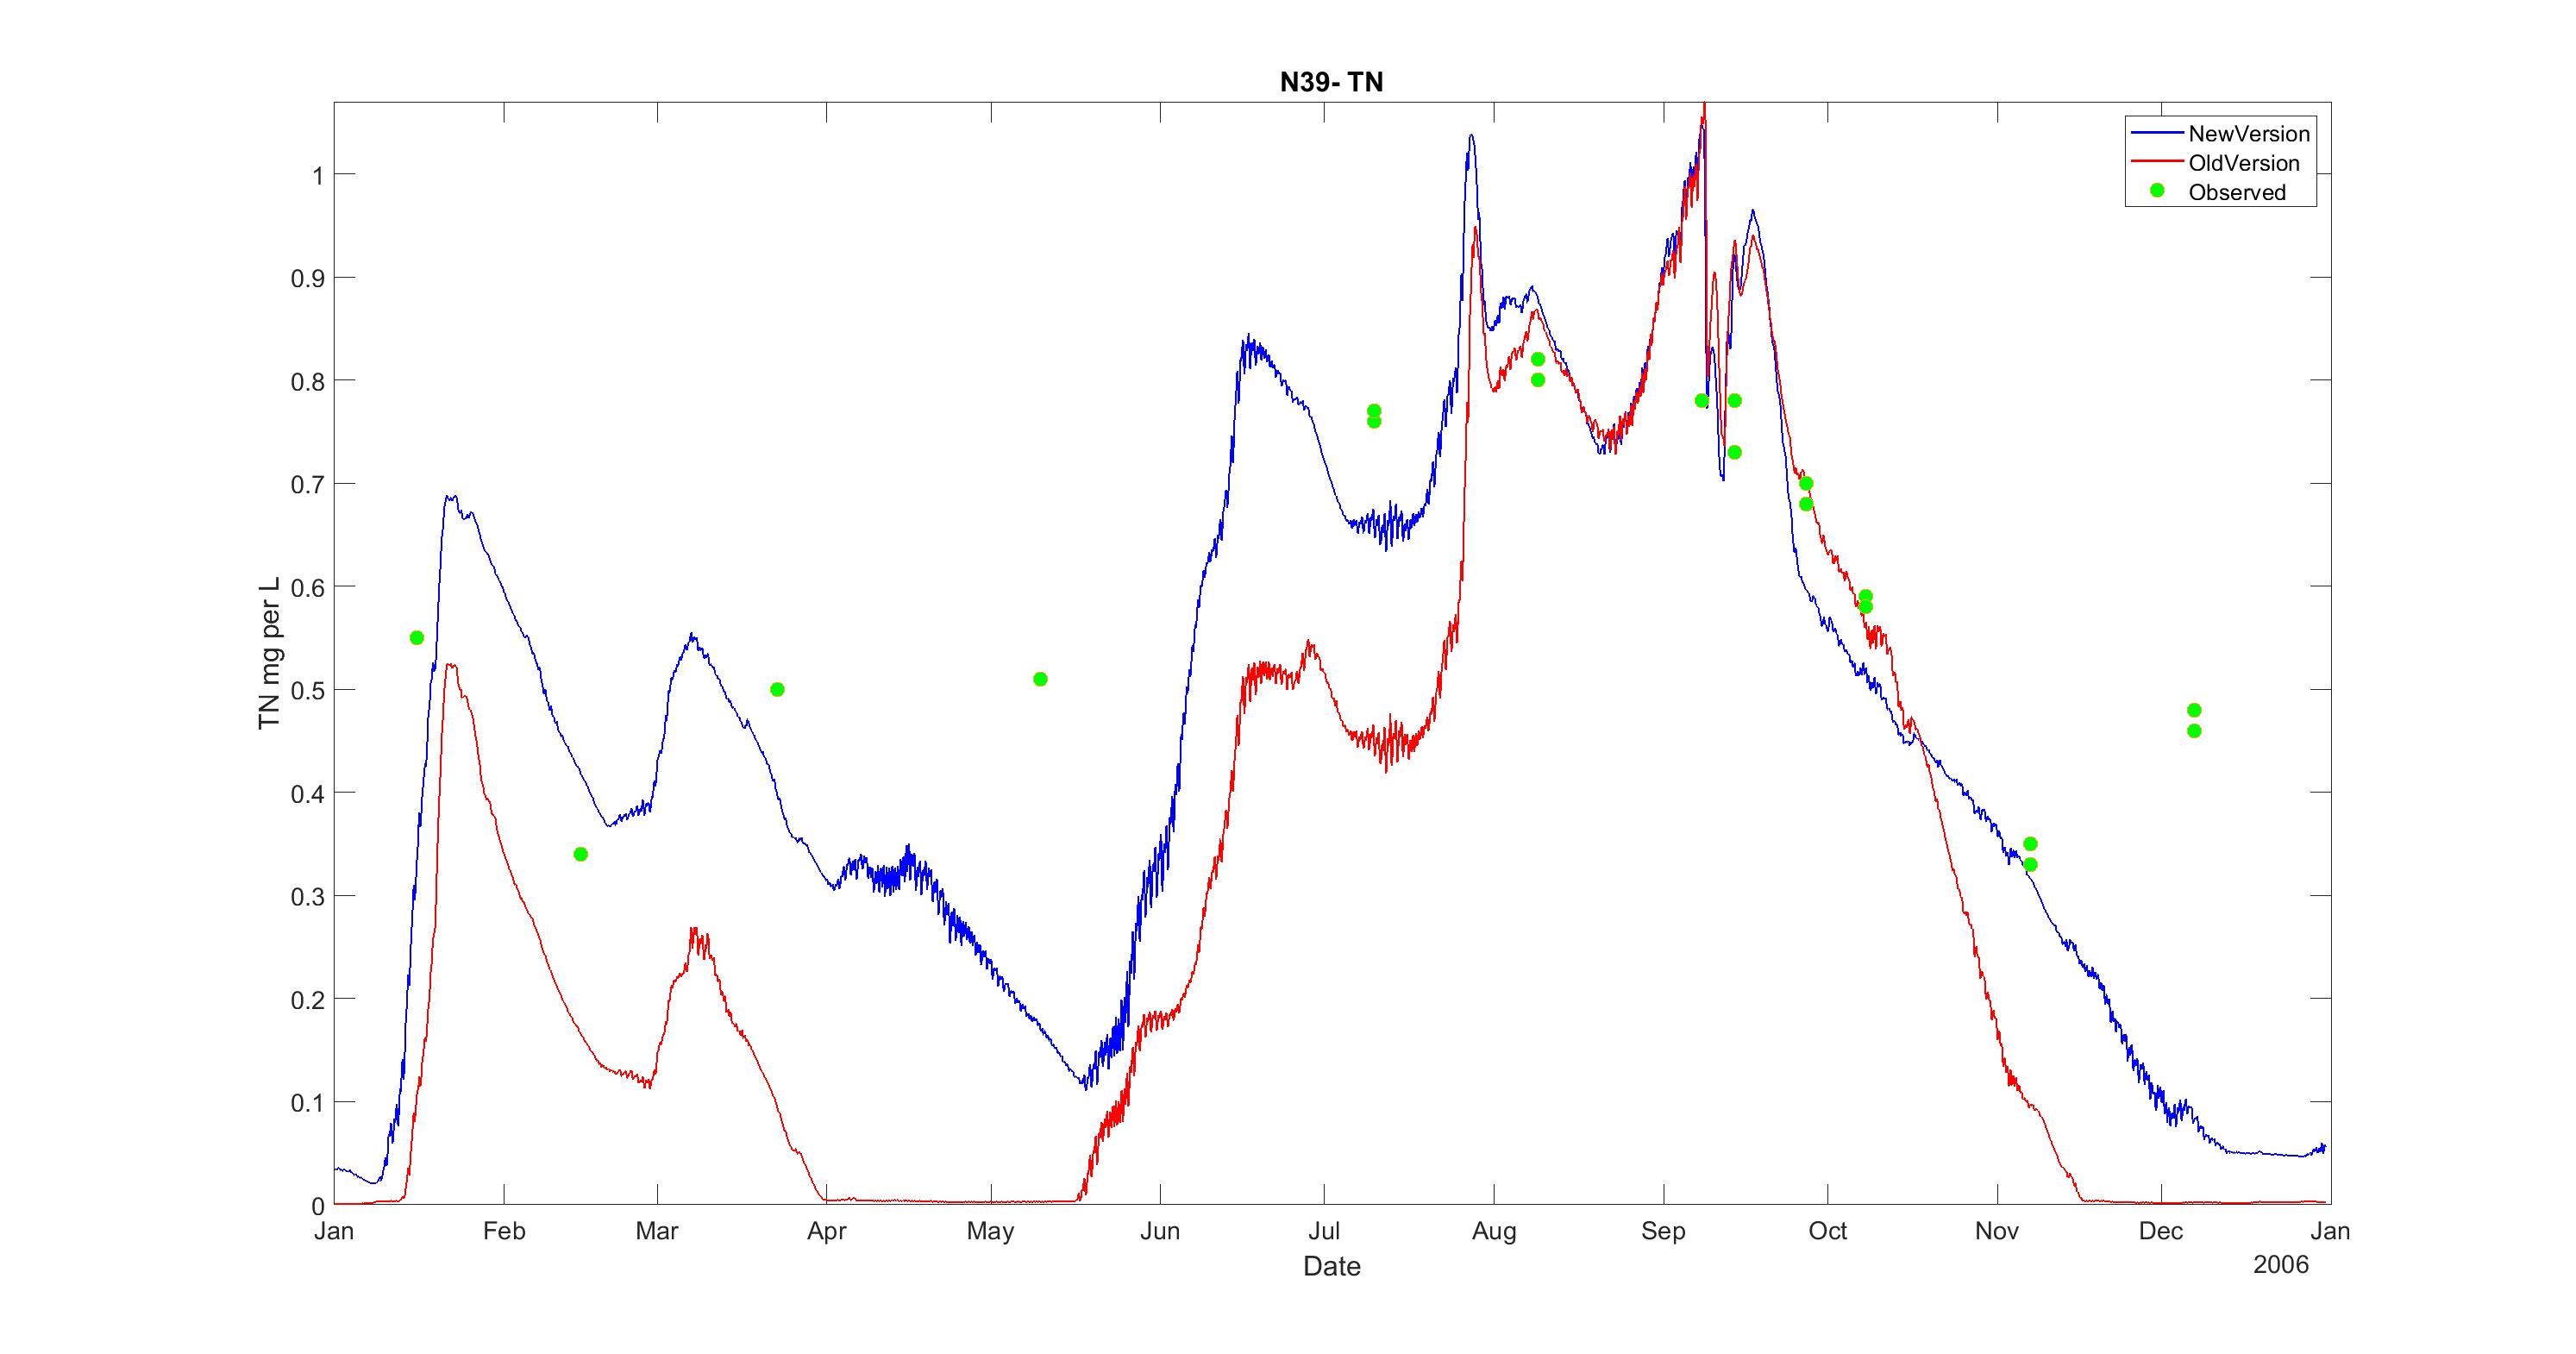 N39- TN
NewVersion
OldVersion
Observed
1
0.9
0.8
0.7
0.6
0.5
0.4
0.3
0.2
0.1
0
TN mg per L
Jan Feb Mar Apr May Jun Jul Aug Sep Oct Nov Dec Jan
Date
2006